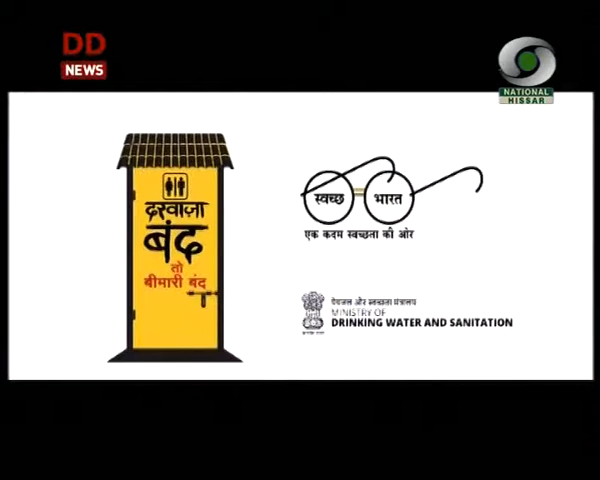 DD
NEWS
NATIONAL
HISSAR
दरवाज़ा
बंद
तो
बीमारी बंद
स्वच्छ भारत
एक कदम स्वच्छता की ओर
पेयजल और स्वच्छता मंत्रालय
MINISTRY OF
DRINKING WATER AND SANITATION